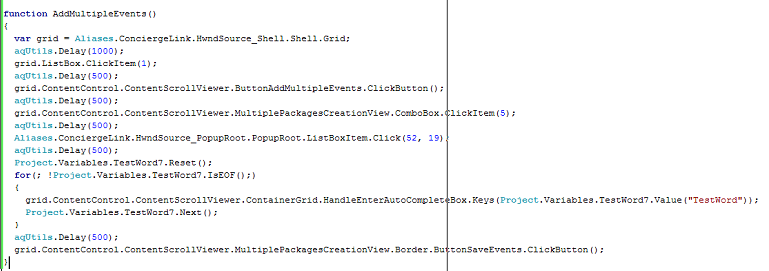 function AddMultipleEvents()
{
var grid = Aliases.ConciergeLink.HwndSource_Shell.Shell.Grid;
aqUtils.Delay(1000);
grid.ListBox.ClickItem(1);
aqUtils.Delay(500);
grid.ContentControl.ContentScrollViewer.ButtonAddMultipleEvents.ClickButton();
aqUtils.Delay(500);
grid.ContentControl.ContentScrollViewer.MultiplePackagesCreationView.ComboBox.ClickItem(5);
aqUtils.Delay(500);
Aliases.ConciergeLink.HwndSource_PopupRoot.PopupRoot.ListBoxItem.Click(52, 19);
aqUtils.Delay(500);
Project.Variables.TestWord7.Reset();
for(; !Project.Variables.TestWord7.IsEOF();)
{
grid.ContentControl.ContentScrollViewer.ContainerGrid.HandleEnterAutoCompleteBox.Keys(Project.Variables.TestWord7.Value("TestWord"));
Project.Variables.TestWord7.Next();
}
aqUtils.Delay(500);
grid.ContentControl.ContentScrollViewer.MultiplePackagesCreationView.Border.ButtonSaveEvents.ClickButton();
}